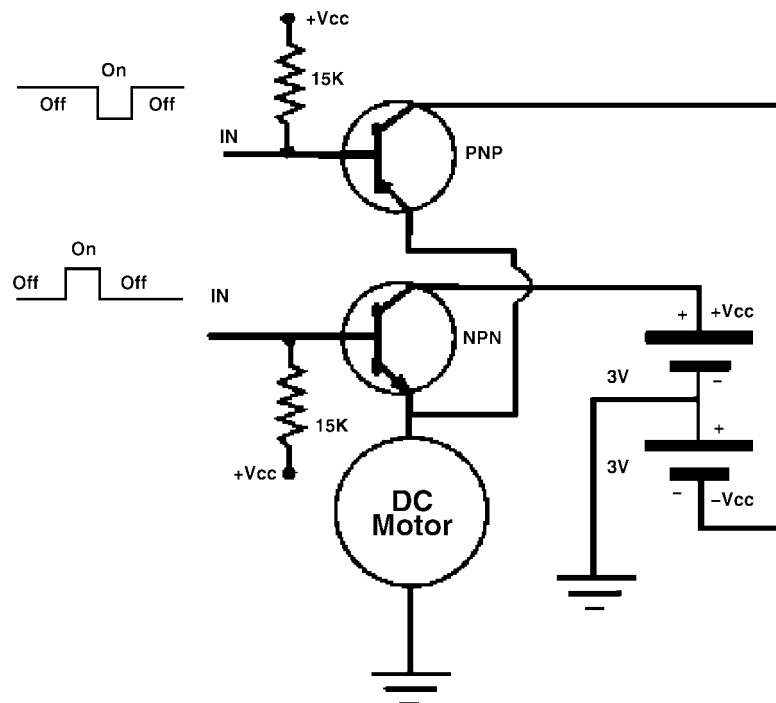 +Vcc
15K
On
Off Off
IN
PNP
On
Off Off
IN
NPN
+ +Vcc
3V −
15K
+
+Vcc
3V
− −Vcc
DC
Motor